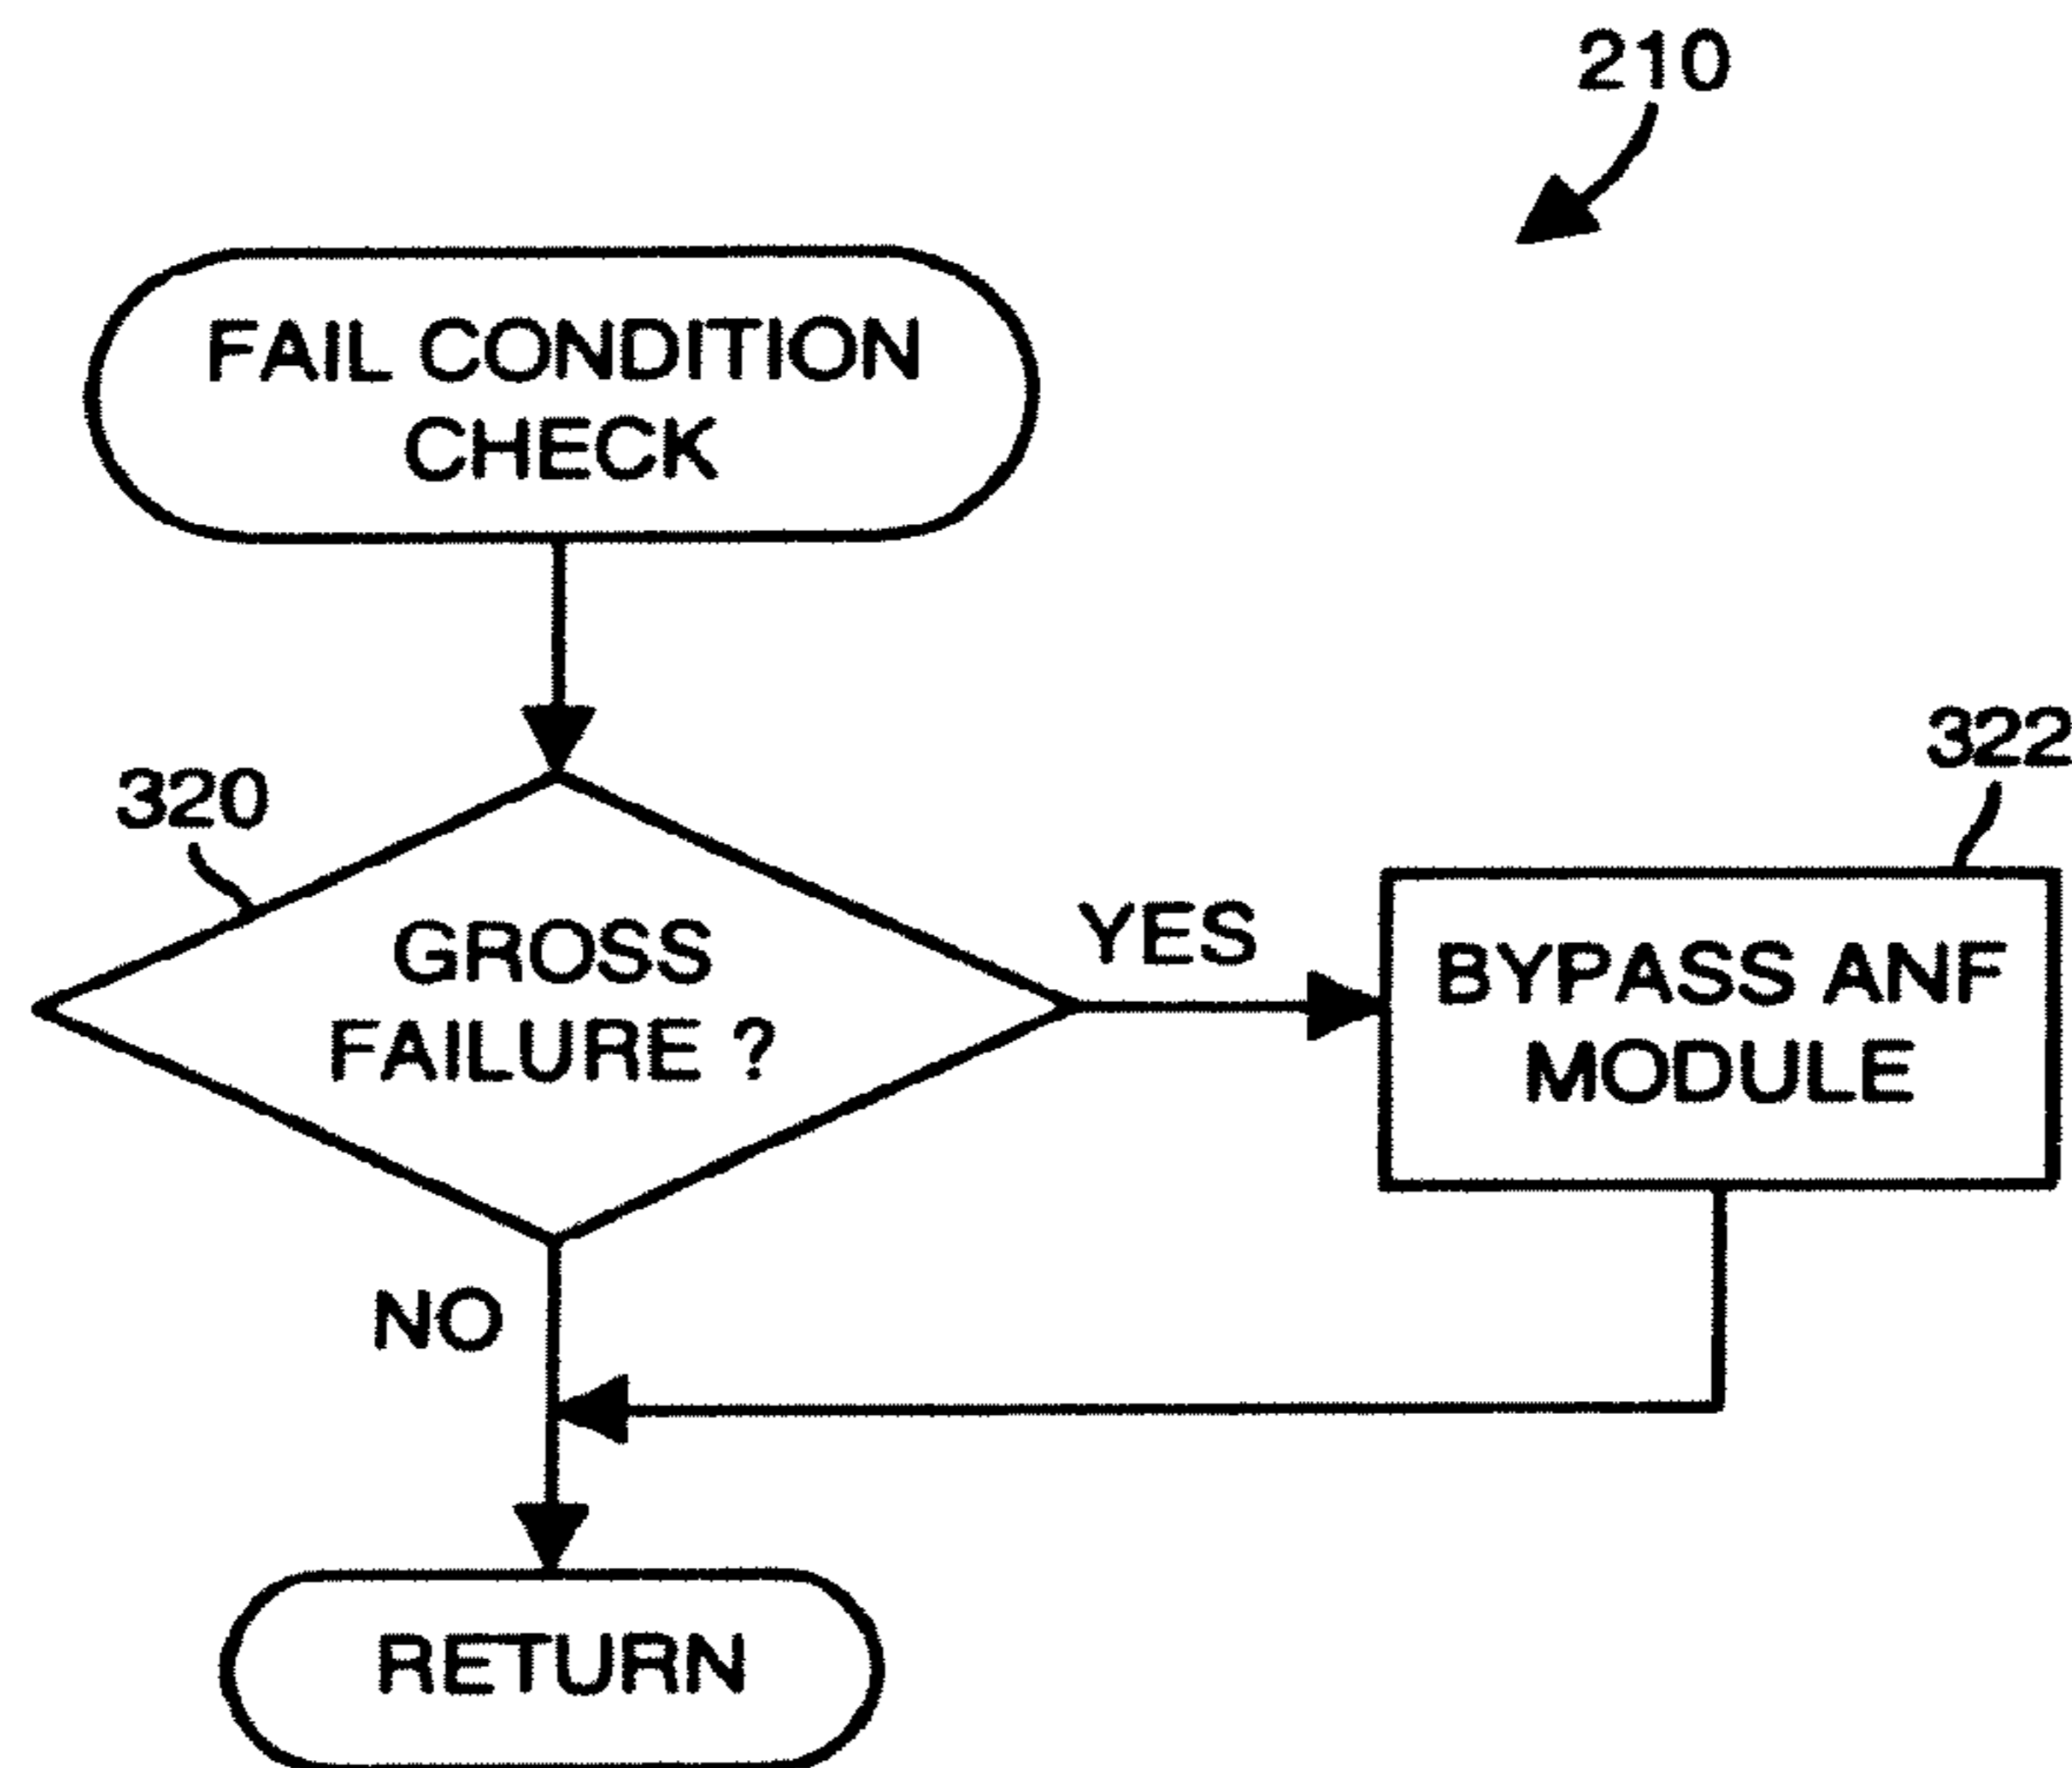 210
FAIL CONDITION
CHECK
320
322
GROSS
FAILURE ?
YES
BYPASS ANF
MODULE
NO
RETURN